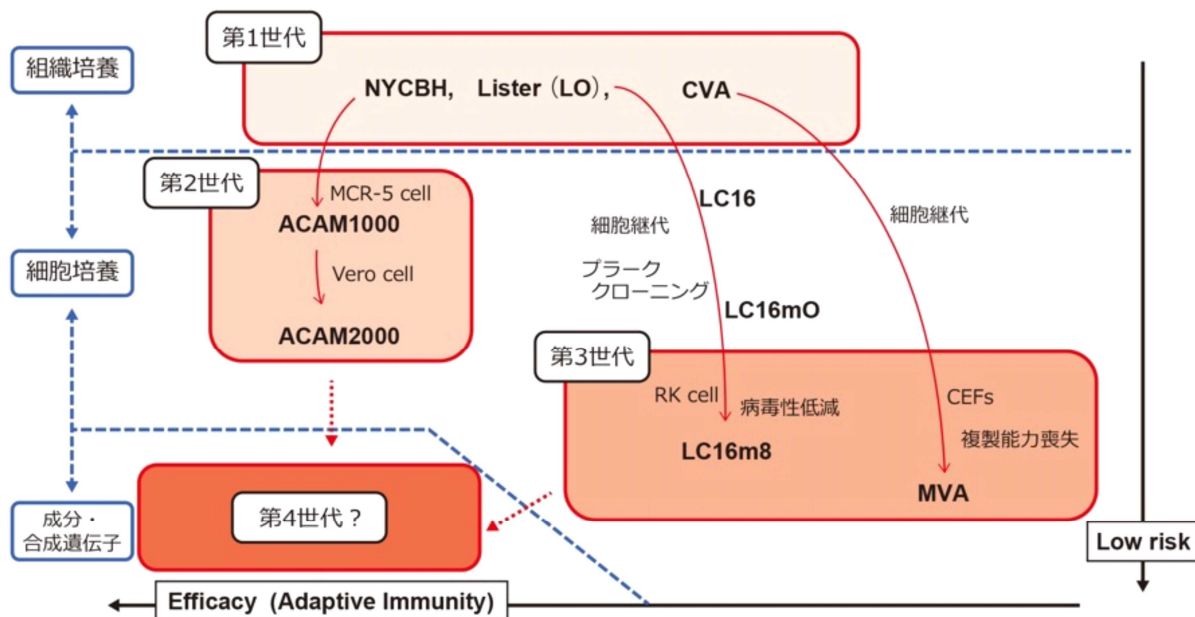 第1世代
組織培養
NYCBH, Lister（LO）, CVA
第2世代
MCR-5 cell
ACAM1000
Vero cell
ACAM2000
細胞培養
LC16
細胞継代
細胞継代
プラーク
クローニング
LC16mO
第3世代
RK cell
病毒性低減
LC16m8
CEFs
複製能力喪失
MVA
第4世代？
成分・
合成遺伝子
Low risk
Efficacy (Adaptive Immunity)